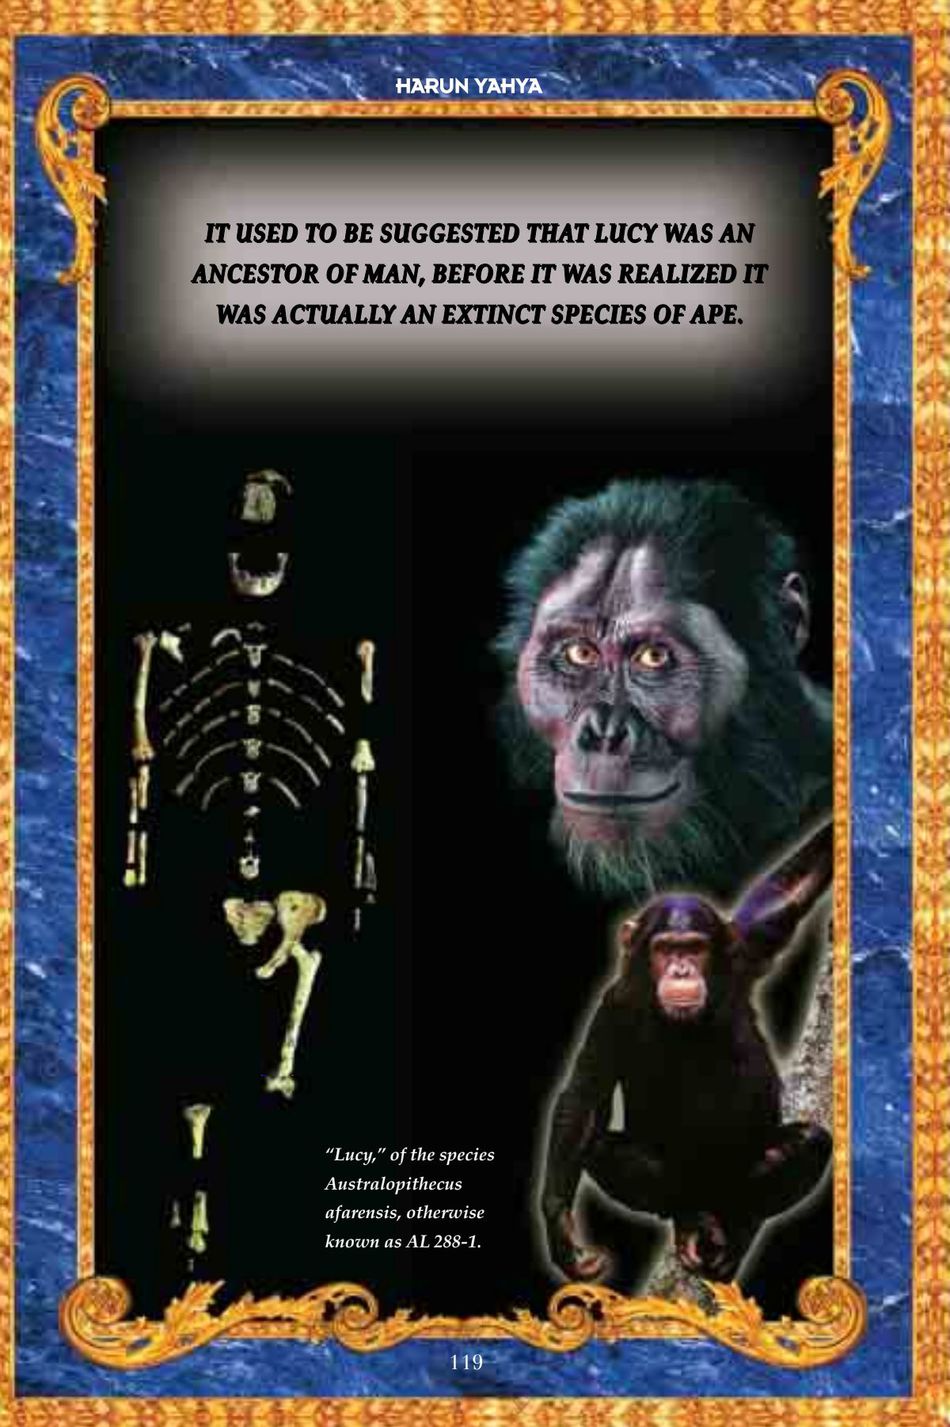 HARUN YAHYA
IT USED TO BE SUGGESTED THAT LUCY WAS AN
ANCESTOR OF MAN, BEFORE IT WAS REALIZED IT
WAS ACTUALLY AN EXTINCT SPECIES OF APE.
“Lucy,” of the species
Australopithecus
afarensis, otherwise
known as AL 288-1.
119